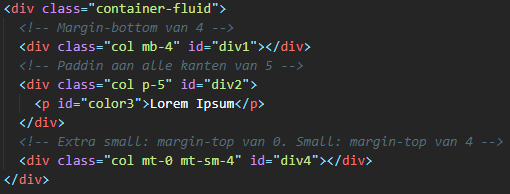 <div class="container-fluid">
<!-- Margin-bottom van 4 -->
<div class="col mb-4" id="div1"></div>
<!-- Paddin aan alle kanten van 5 -->
<div class="col p-5" id="div2">
<p id="color3">Lorem Ipsum</p>
</div>
<!-- Extra small: margin-top van 0. Small: margin-top van 4 -->
<div class="col mt-0 mt-sm-4" id="div4"></div>
</div>